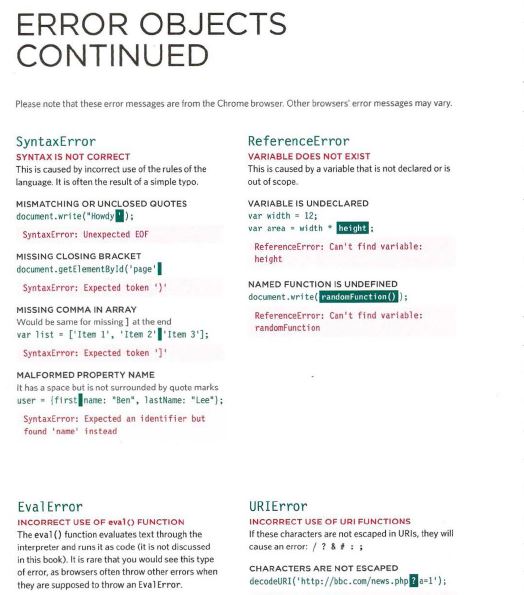 ERROR OBJECTS
CONTINUED
Please note that these error messages are from the Chrome browser. Other browsers' error messages may vary.
SyntaxError
SYNTAX IS NOT CORRECT
This is caused by incorrect use of the rules of the
language. It is often the result of a simple typo.
MISMATCHING OR UNCLOSED QUOTES
document.write("Howdy');
SyntaxError: Unexpected EOF
MISSING CLOSING BRACKET
document.getElementById('page'
SyntaxError: Expected token ')'
MISSING COMMA IN ARRAY
Would be same for missing ] at the end
var list = ['Item 1', 'Item 2' 'Item 3'];
SyntaxError: Expected token ']'
MALFORMED PROPERTY NAME
It has a space but is not surrounded by quote marks
user = {first name: "Ben", lastName: "Lee"};
SyntaxError: Expected an identifier but
found 'name' instead
ReferenceError
VARIABLE DOES NOT EXIST
This is caused by a variable that is not declared or is
out of scope.
VARIABLE IS UNDECLARED
var width = 12;
var area = width * height;
ReferenceError: Can't find variable:
height
NAMED FUNCTION IS UNDEFINED
document.write(randomFunction());
ReferenceError: Can't find variable:
randomFunction
EvalError
INCORRECT USE OF eval() FUNCTION
The eval() function evaluates text through the
interpreter and runs it as code (it is not discussed
in this book). It is rare that you would see this type
of error, as browsers often throw other errors when
they are supposed to throw an EvalError.
URIError
INCORRECT USE OF URI FUNCTIONS
If these characters are not escaped in URIs, they will
cause an error: / ? & # : ;
CHARACTERS ARE NOT ESCAPED
decodeURI('http://bbc.com/news.php?a=1');